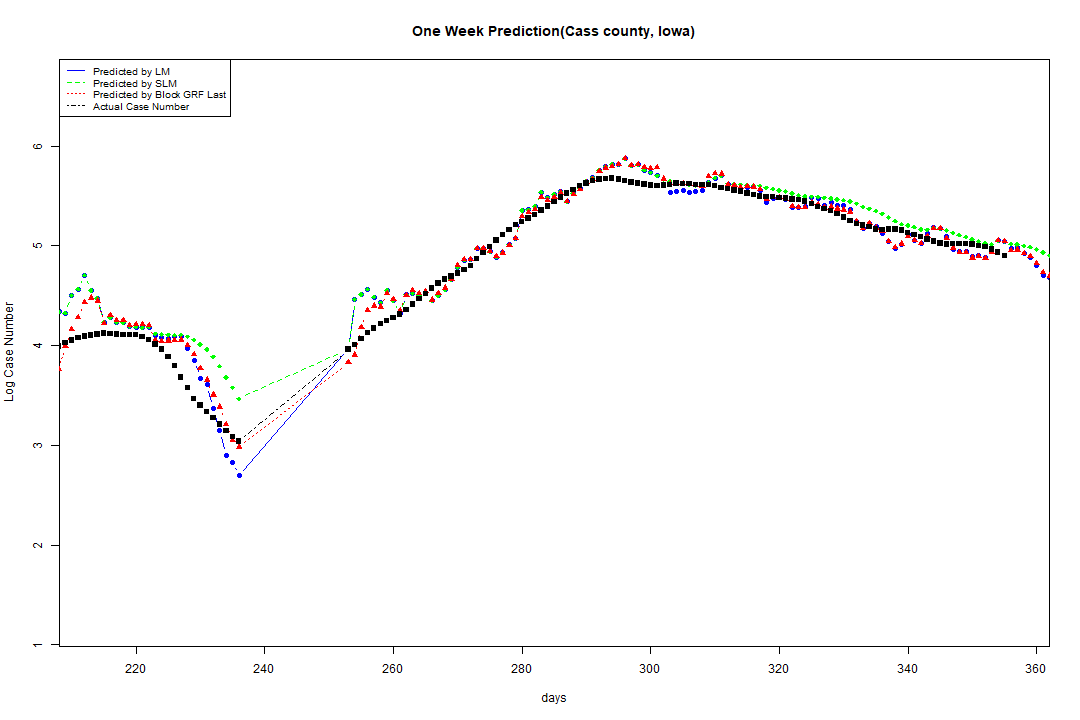 One Week Prediction(Cass county, Iowa)
Predicted by LM
Predicted by SLM
Predicted by Block GRF Last
Actual Case Number
Log Case Number
6
5
4
3
2
1
220 240 260 280 300 320 340 360
days